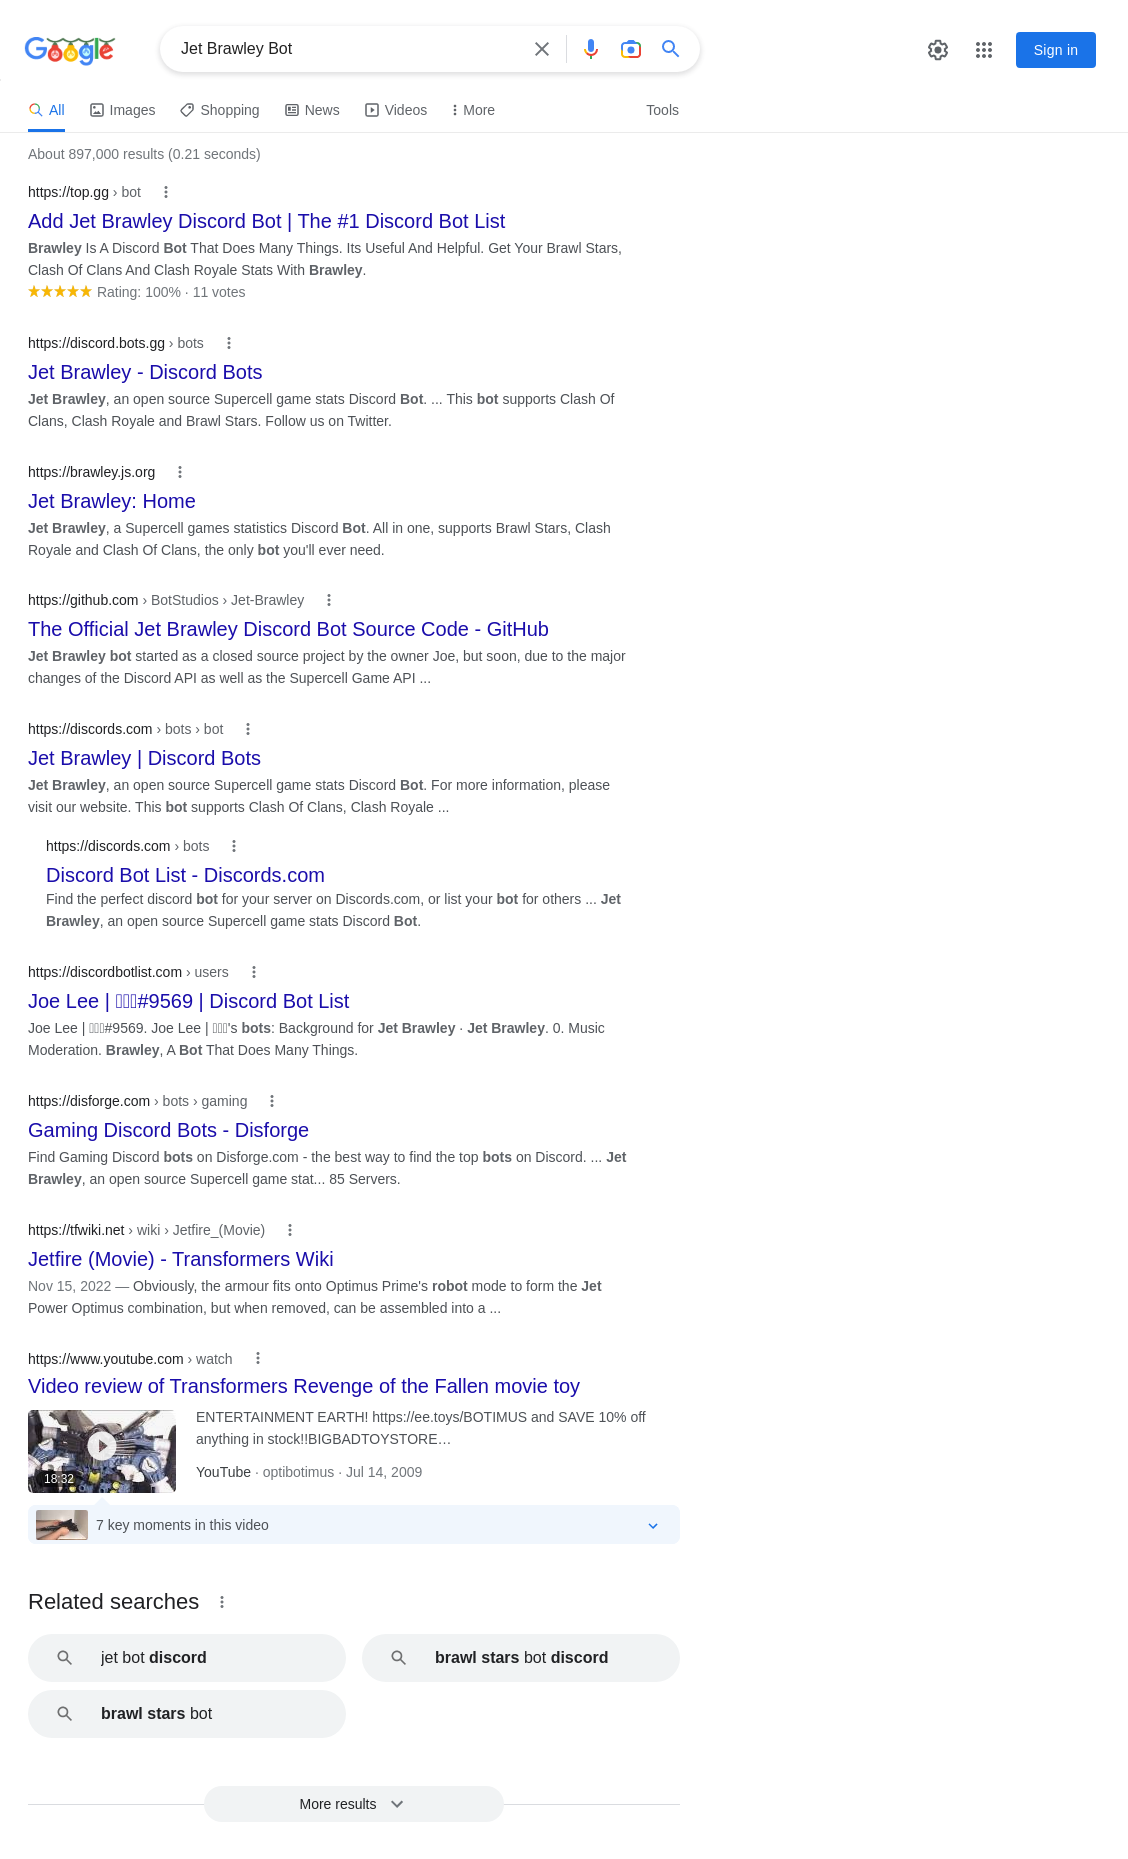 Google
Jet Brawley Bot
Sign in
All
Images
Shopping
News
Videos
More
Tools
About 897,000 results (0.21 seconds)
https://top.gg › bot
Add Jet Brawley Discord Bot | The #1 Discord Bot List
Brawley Is A Discord Bot That Does Many Things. Its Useful And Helpful. Get Your Brawl Stars,
Clash Of Clans And Clash Royale Stats With Brawley.
Rating: 100% · 11 votes
https://discord.bots.gg › bots
Jet Brawley - Discord Bots
Jet Brawley, an open source Supercell game stats Discord Bot. ... This bot supports Clash Of
Clans, Clash Royale and Brawl Stars. Follow us on Twitter.
https://brawley.js.org
Jet Brawley: Home
Jet Brawley, a Supercell games statistics Discord Bot. All in one, supports Brawl Stars, Clash
Royale and Clash Of Clans, the only bot you'll ever need.
https://github.com › BotStudios › Jet-Brawley
The Official Jet Brawley Discord Bot Source Code - GitHub
Jet Brawley bot started as a closed source project by the owner Joe, but soon, due to the major
changes of the Discord API as well as the Supercell Game API ...
https://discords.com › bots › bot
Jet Brawley | Discord Bots
Jet Brawley, an open source Supercell game stats Discord Bot. For more information, please
visit our website. This bot supports Clash Of Clans, Clash Royale ...
https://discords.com › bots
Discord Bot List - Discords.com
Find the perfect discord bot for your server on Discords.com, or list your bot for others ... Jet
Brawley, an open source Supercell game stats Discord Bot.
https://discordbotlist.com › users
Joe Lee | #9569 | Discord Bot List
Joe Lee | #9569. Joe Lee | 's bots: Background for Jet Brawley · Jet Brawley. 0. Music
Moderation. Brawley, A Bot That Does Many Things.
https://disforge.com › bots › gaming
Gaming Discord Bots - Disforge
Find Gaming Discord bots on Disforge.com - the best way to find the top bots on Discord. ... Jet
Brawley, an open source Supercell game stat... 85 Servers.
https://tfwiki.net › wiki › Jetfire_(Movie)
Jetfire (Movie) - Transformers Wiki
Nov 15, 2022 — Obviously, the armour fits onto Optimus Prime's robot mode to form the Jet
Power Optimus combination, but when removed, can be assembled into a ...
https://www.youtube.com › watch
Video review of Transformers Revenge of the Fallen movie toy
ENTERTAINMENT EARTH! https://ee.toys/BOTIMUS and SAVE 10% off
anything in stock!!BIGBADTOYSTORE…
18:32
YouTube · optibotimus · Jul 14, 2009
7 key moments in this video
Related searches
jet bot discord
brawl stars bot discord
brawl stars bot
More results